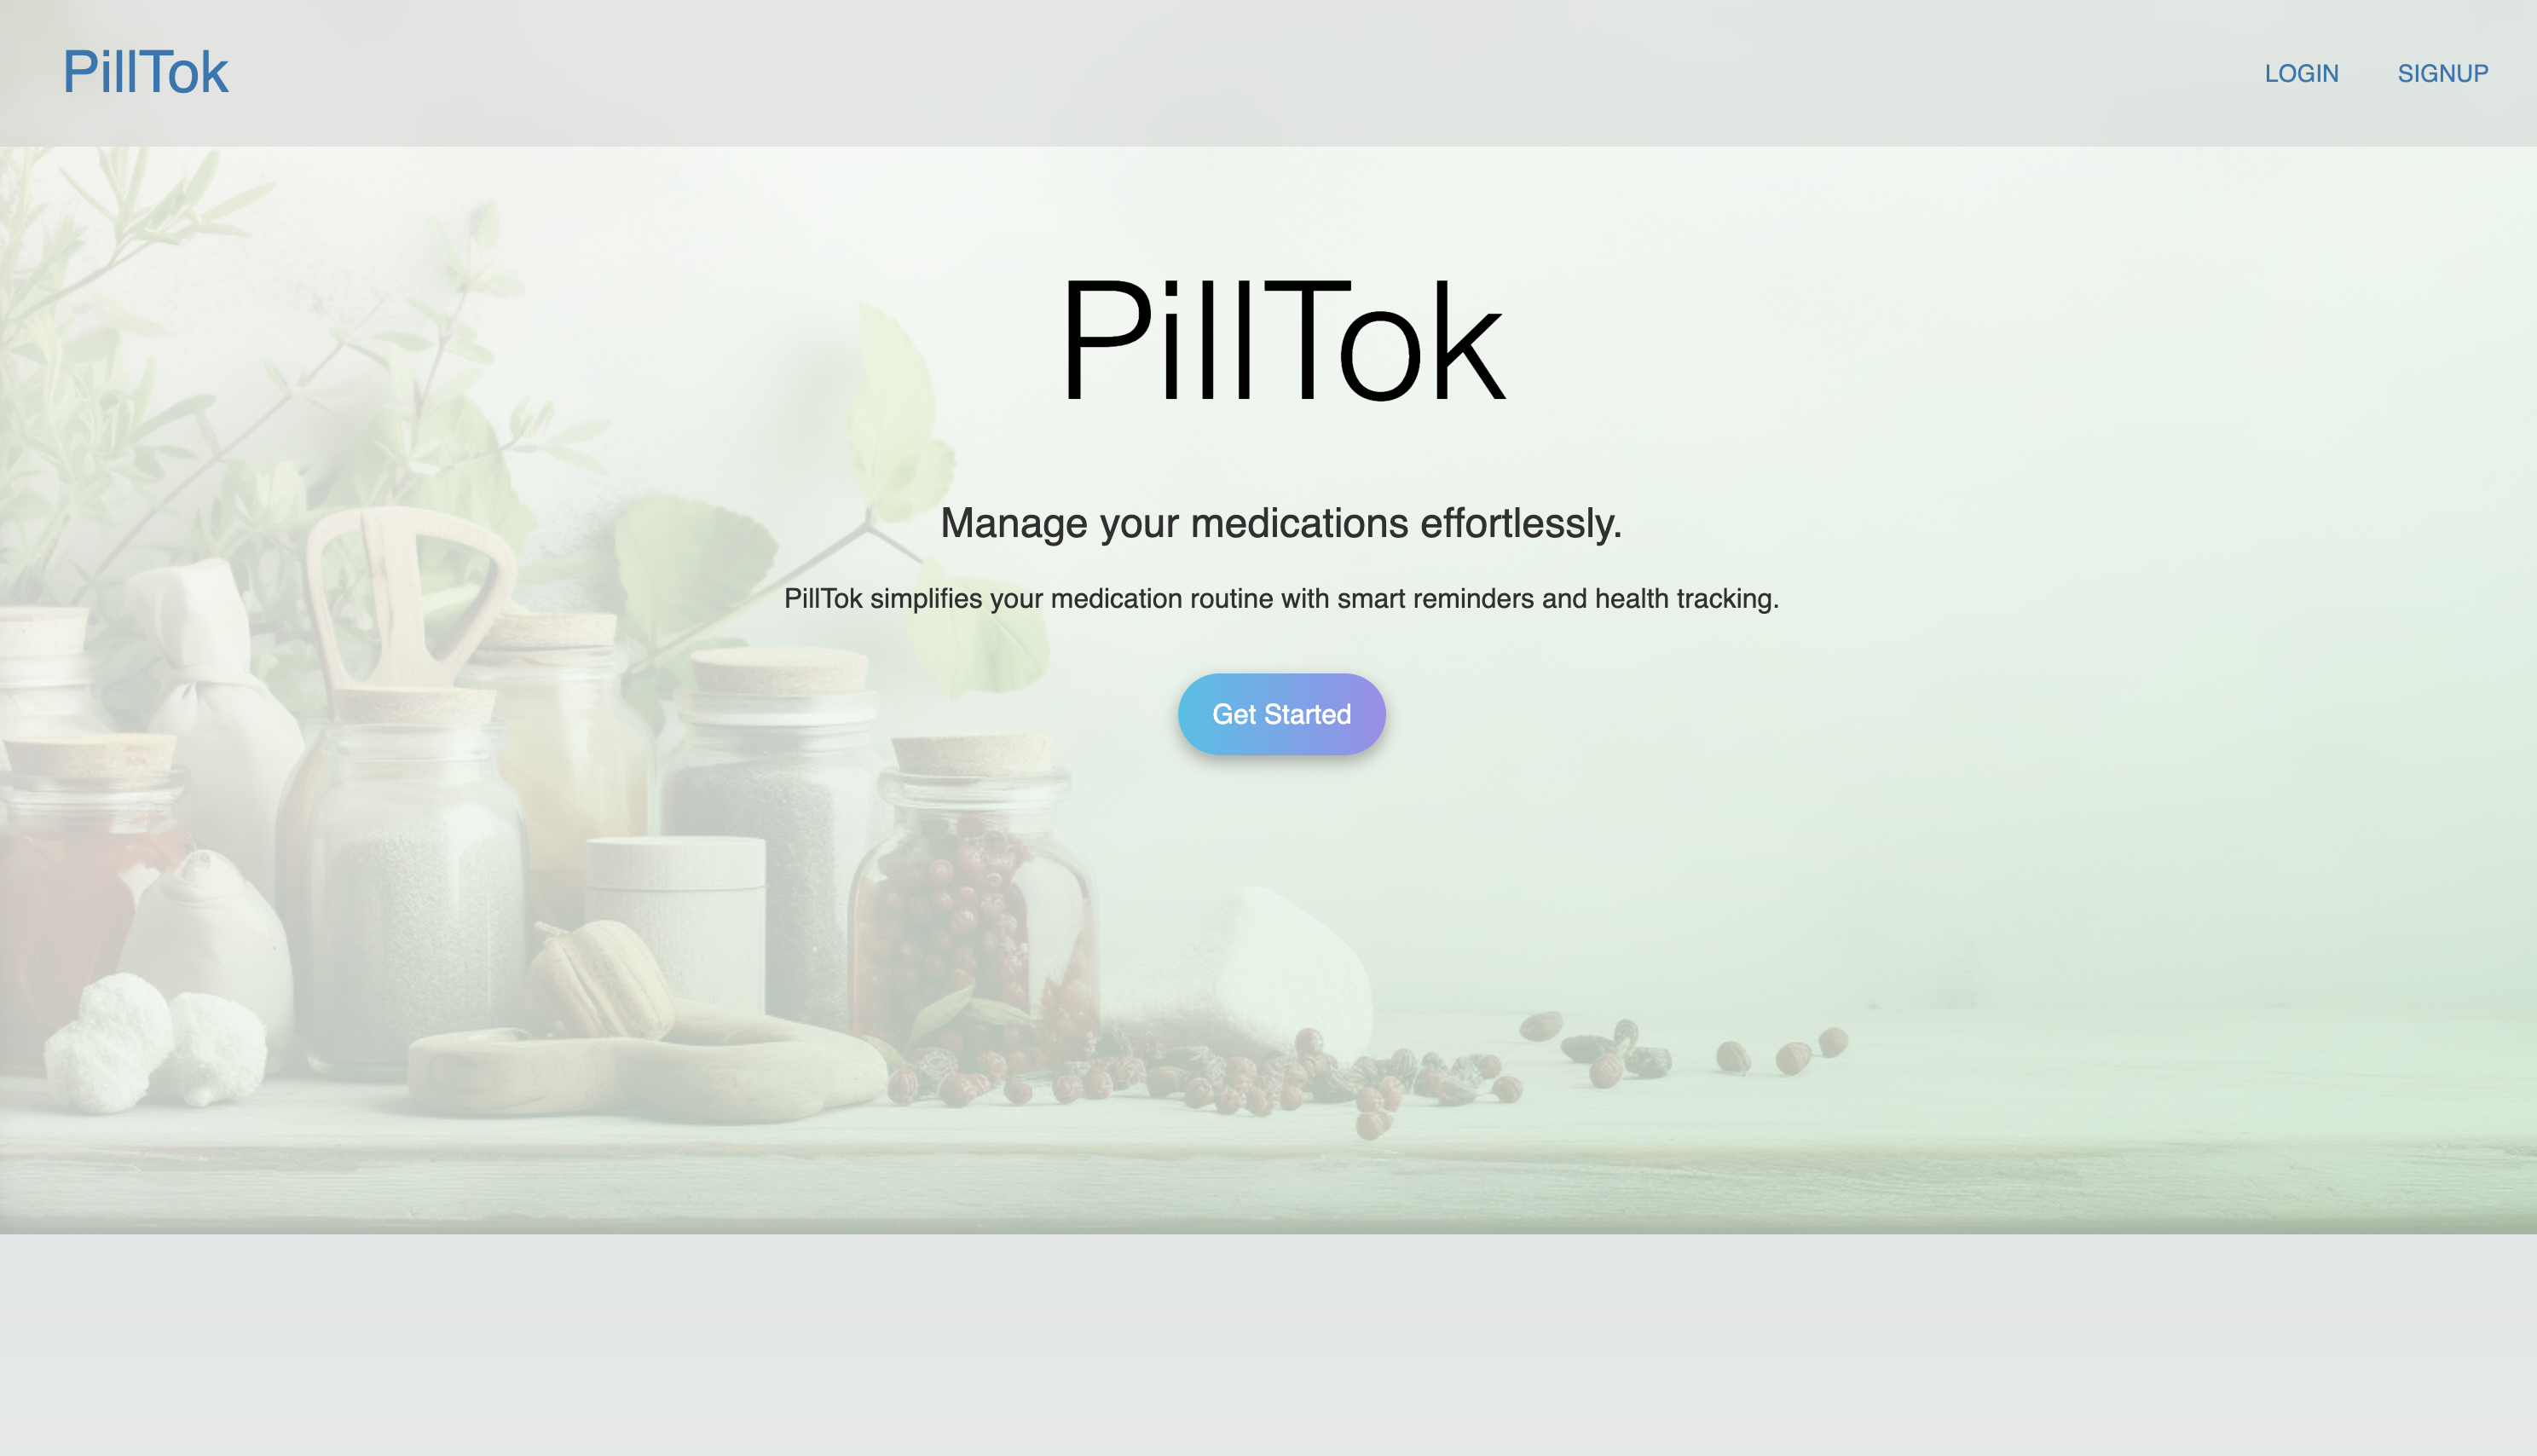 PillTok
LOGIN SIGNUP
PillTok
Manage your medications effortlessly.
PillTok simplifies your medication routine with smart reminders and health tracking.
Get Started